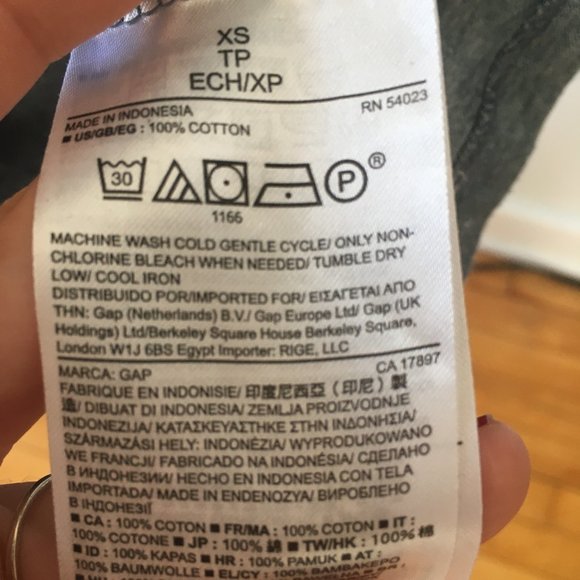 XS
TP
ECH/XP
MADE IN INDONESIA
RN 54023
■ US/GB/EG : 100% COTTON
30
P
®
1166
MACHINE WASH COLD GENTLE CYCLE/ ONLY NON-
CHLORINE BLEACH WHEN NEEDED/ TUMBLE DRY
LOW/ COOL IRON
DISTRIBUIDO POR/IMPORTED FOR/ ΕΙΣΑΓΕΤΑΙ ΑΠΟ
ΤΗΝ: Gap (Netherlands) B.V./ Gap Europe Ltd/ Gap (UK
Holdings) Ltd/Berkeley Square House Berkeley Square,
London W1J 6BS Egypt Importer: RIGE, LLC
CA 17897
MARCA: GAP
FABRIQUE EN INDONISIE/ 印度尼西亞（印尼）製
造/ DIBUAT DI INDONESIA/ ZEMLJA PROIZVODNJE
INDONEZIJA/ ΚΑΤΑΣΚΕΥΑΣΤΗΚΕ ΣΤΗΝ ΙΝΔΟΝΗΣΙΑ/
SZÁRMAZÁSI HELY: INDONÉZIA/ WYPRODUKOWANO
WE FRANCJI/ FABRICADO NA INDONÉSIA/ СДЕЛАНО
В ИНДОНЕЗИИ/ HECHO EN INDONESIA CON TELA
IMPORTADA/ MADE IN ENDENOZYA/ ВИРОБЛЕНО
В ІНДОНЕЗІЇ
■ CA : 100% COTON ■ FR/MA : 100% COTON ■ IT :
100% COTONE ■ JP : 100% 綿 ■ TW/HK : 100% 棉
■ ID : 100% KAPAS ■ HR : 100% PAMUK ■ AT :
100% BAUMWOLLE ■ EL/CY : 100% ΒΑΜΒΑΚΕΡΟ